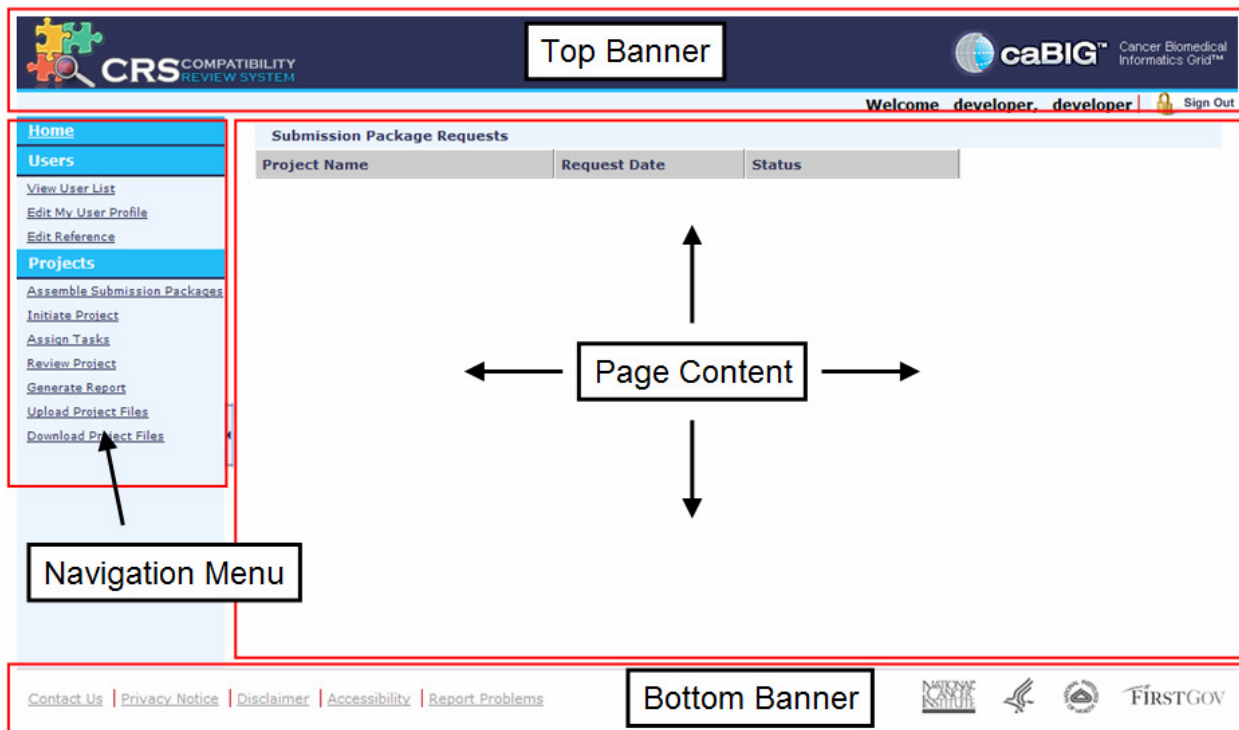 CRS COMPATIBILITY REVIEW SYSTEM
Top Banner
caBIG™ Cancer Biomedical Informatics Grid™
Welcome developer, developer | Sign Out
Home
Users
View User List
Edit My User Profile
Edit Reference
Projects
Assemble Submission Packages
Initiate Project
Assign Tasks
Review Project
Generate Report
Upload Project Files
Download Project Files
Navigation Menu
Submission Package Requests
Project Name Request Date Status
Page Content
Contact Us | Privacy Notice | Disclaimer | Accessibility | Report Problems
Bottom Banner
NATIONAL
CANCER
INSTITUTE
FIRSTGOV